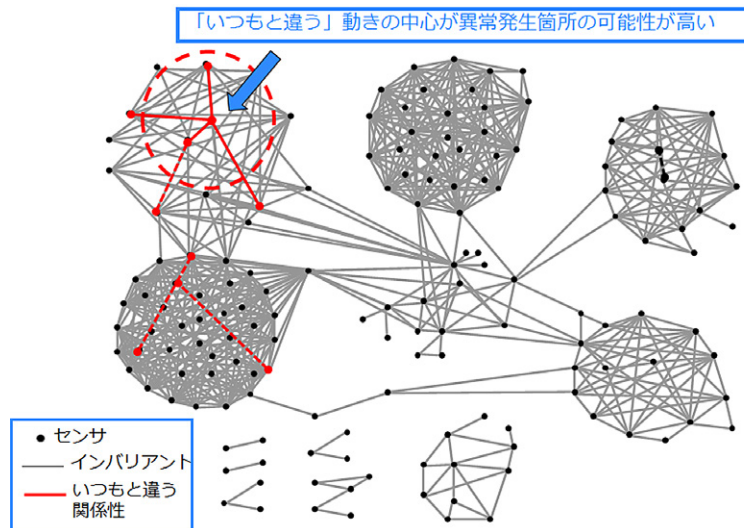 「いつもと違う」動きの中心が異常発生箇所の可能性が高い
センサ
インバリアント
いつもと違う
関係性